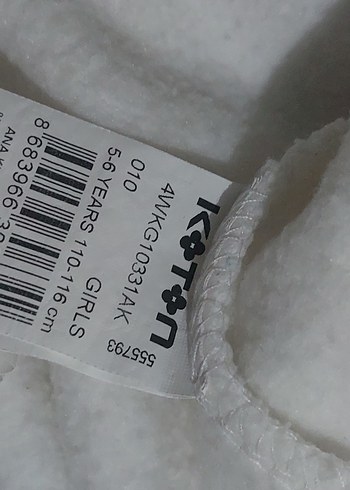 KOTON
555793
4WKG10331AK
010 GIRLS
5-6 YEARS 110-116 cm
8 683966